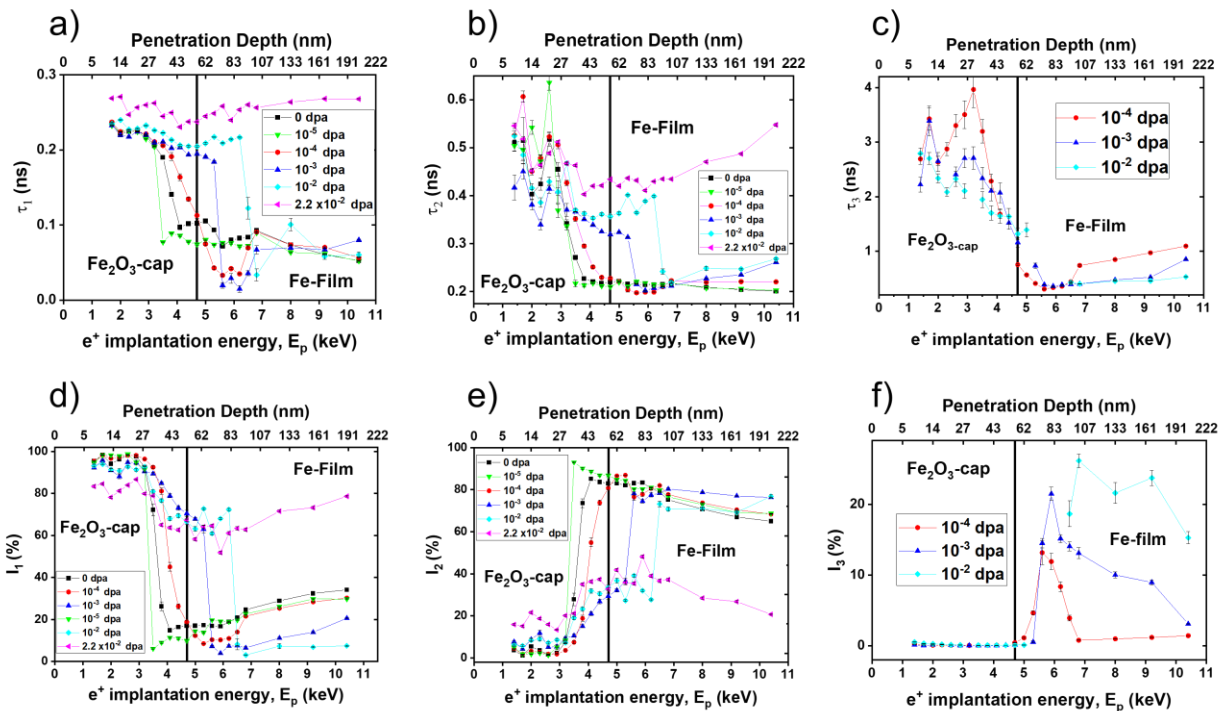 a)
Penetration Depth (nm)
0 5 14 27 43 62 83 107 133 161 191 222
τ₁ (ns)
0.3
0.2
0.1
0.0
0 dpa
10⁻⁵ dpa
10⁻⁴ dpa
10⁻³ dpa
10⁻² dpa
2.2 x10⁻² dpa
Fe₂O₃-cap
Fe-Film
0 1 2 3 4 5 6 7 8 9 10 11
e⁺ implantation energy, Eₚ (keV)
b)
Penetration Depth (nm)
0 5 14 27 43 62 83 107 133 161 191 222
τ₂ (ns)
0.6
0.5
0.4
0.3
0.2
Fe-Film
0 dpa
10⁻⁵ dpa
10⁻⁴ dpa
10⁻³ dpa
10⁻² dpa
2.2 x10⁻² dpa
Fe₂O₃-cap
0 1 2 3 4 5 6 7 8 9 10 11
e⁺ implantation energy, Eₚ (keV)
c)
Penetration Depth (nm)
0 5 14 27 43 62 83 107 133 161 191 222
τ₃ (ns)
4
3
2
1
0
10⁻⁴ dpa
10⁻³ dpa
10⁻² dpa
Fe₂O₃-cap
Fe-Film
0 1 2 3 4 5 6 7 8 9 10 11
e⁺ implantation energy, Eₚ (keV)
d)
Penetration Depth (nm)
0 5 14 27 43 62 83 107 133 161 191 222
I₁ (%)
100
80
60
40
20
0
Fe-Film
Fe₂O₃-cap
0 dpa
10⁻⁴ dpa
10⁻³ dpa
10⁻⁵ dpa
10⁻² dpa
2.2 x10⁻² dpa
0 1 2 3 4 5 6 7 8 9 10 11
e⁺ implantation energy, Eₚ (keV)
e)
Penetration Depth (nm)
0 5 14 27 43 62 83 107 133 161 191 222
I₂ (%)
100
80
60
40
20
0
0 dpa
10⁻⁵ dpa
10⁻⁴ dpa
10⁻³ dpa
10⁻² dpa
2.2 x10⁻² dpa
Fe₂O₃-cap
Fe-Film
0 1 2 3 4 5 6 7 8 9 10 11
e⁺ implantation energy, Eₚ (keV)
f)
Penetration Depth (nm)
0 5 14 27 43 62 83 107 133 161 191 222
I₃ (%)
20
10
0
Fe₂O₃-cap
10⁻⁴ dpa
10⁻³ dpa
10⁻² dpa
Fe-film
0 1 2 3 4 5 6 7 8 9 10 11
e⁺ implantation energy, Eₚ (keV)